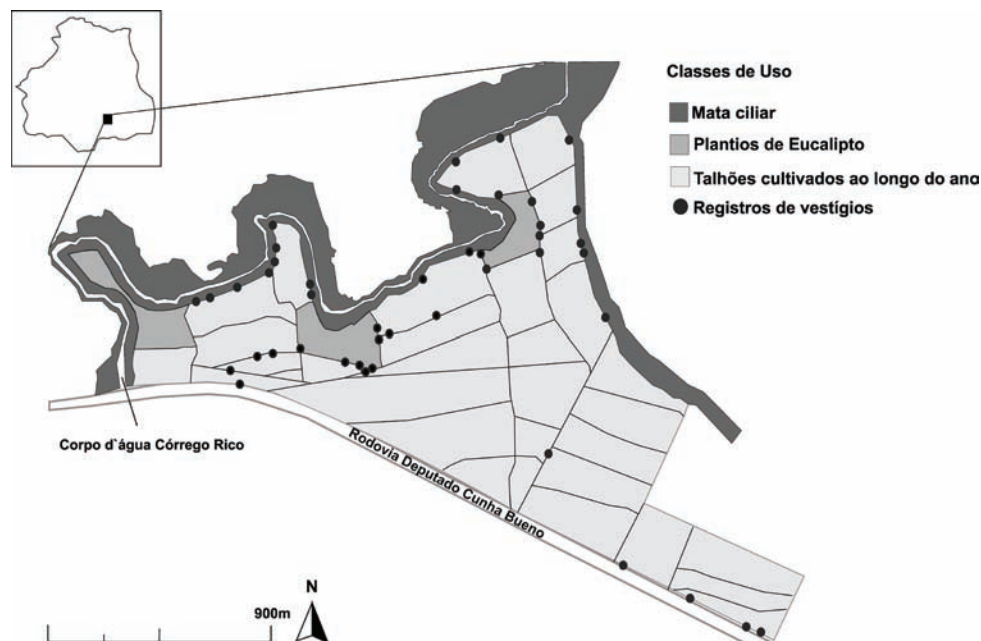 Classes de Uso
Mata ciliar
Plantios de Eucalipto
Talhões cultivados ao longo do ano
Registros de vestígios
Corpo d`água Córrego Rico
Rodovia Deputado Cunha Bueno
N
900m